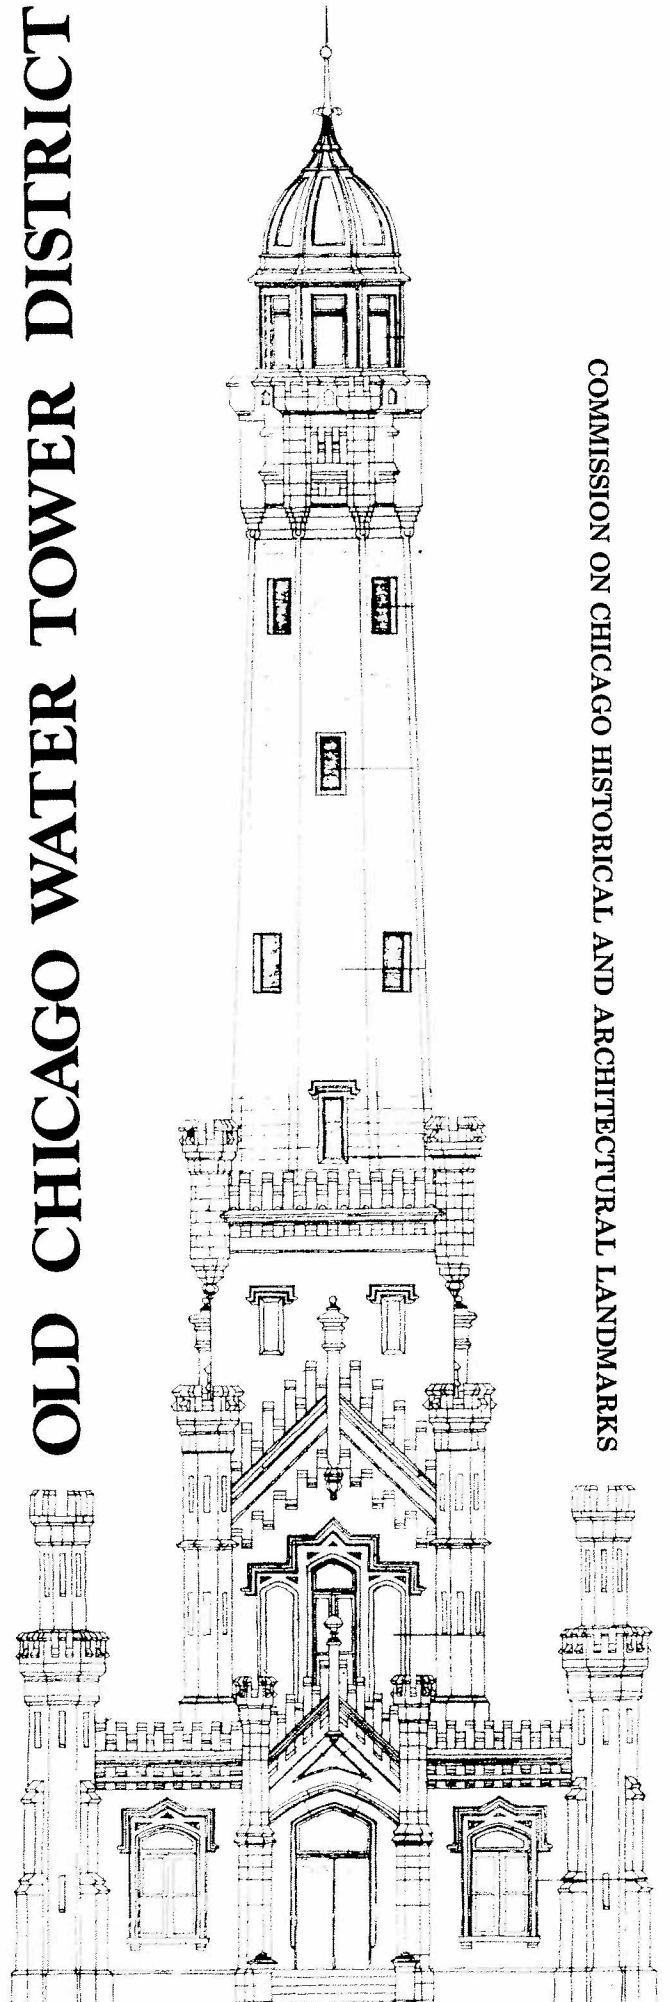 OLD CHICAGO WATER TOWER DISTRICT
COMMISSION ON CHICAGO HISTORICAL AND ARCHITECTURAL LANDMARKS